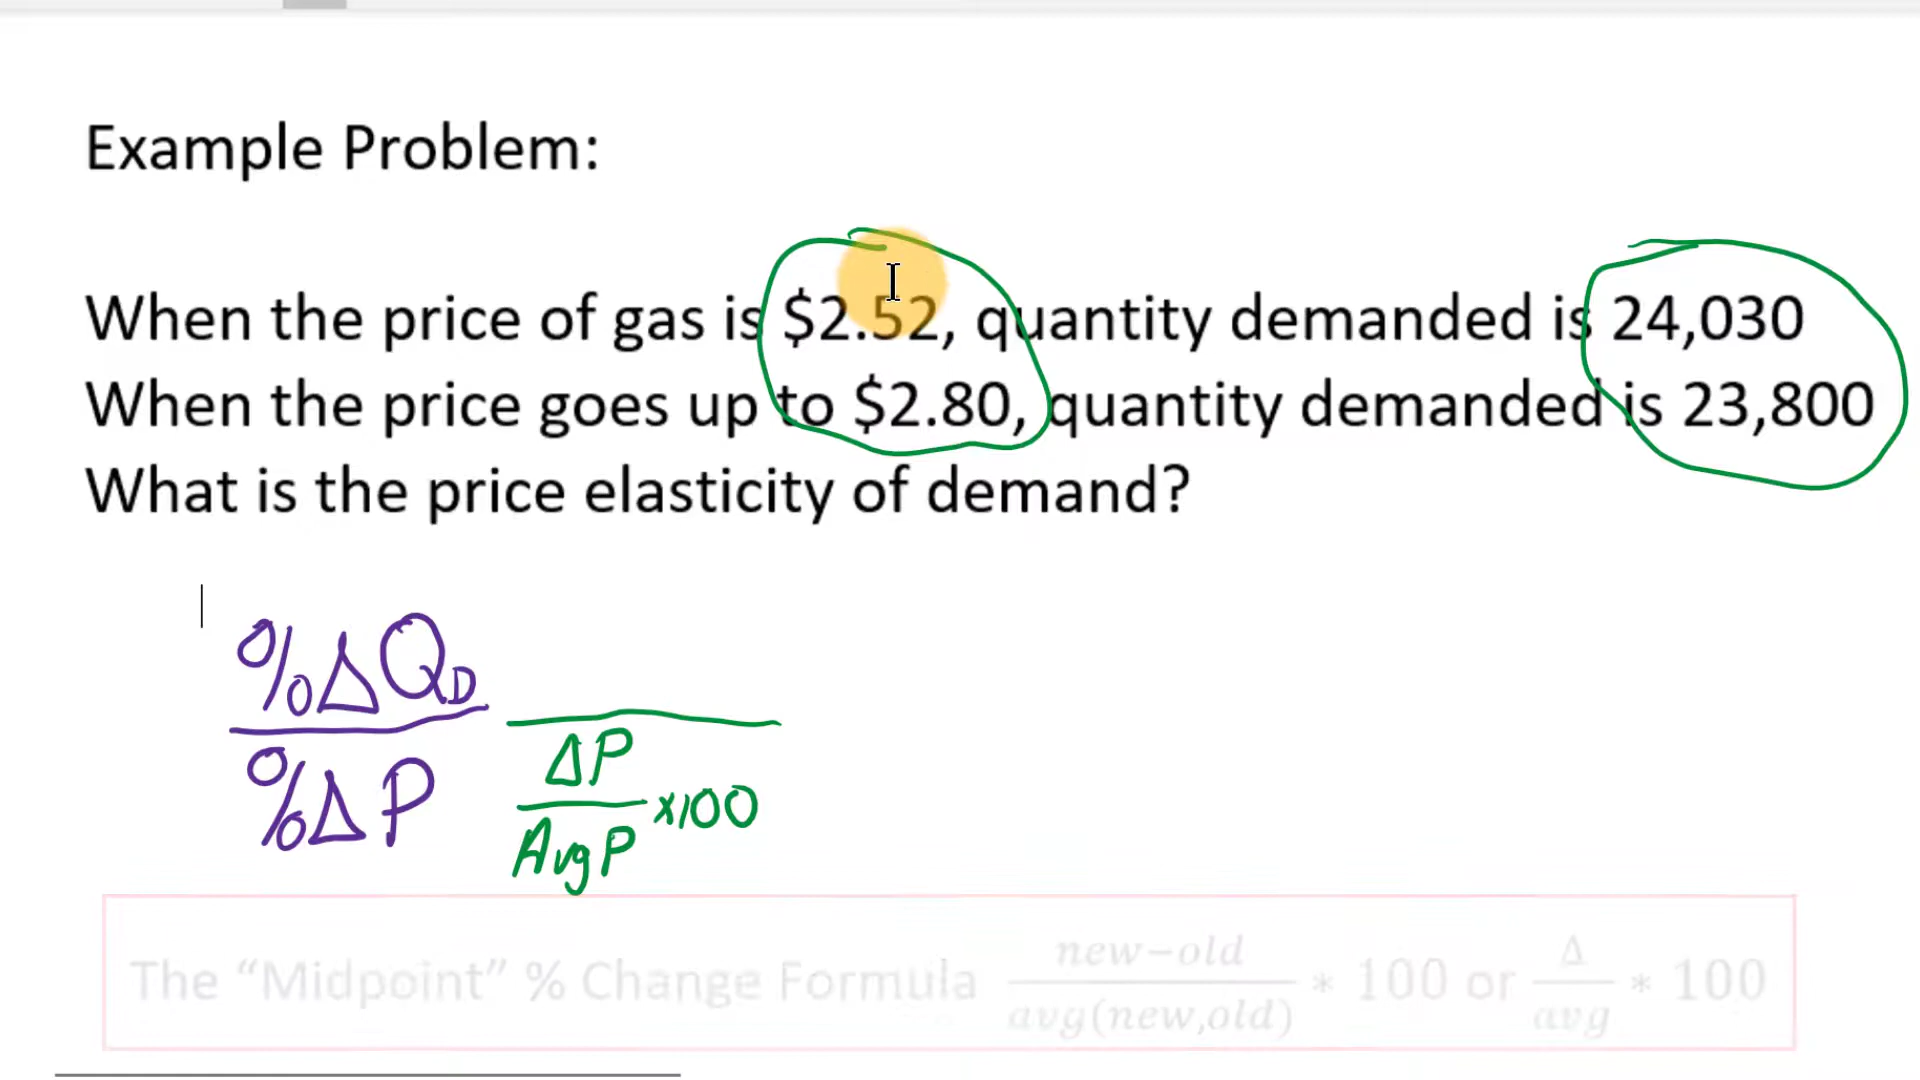 Example Problem:
When the price of gas is $2.52, quantity demanded is 24,030
When the price goes up to $2.80, quantity demanded is 23,800
What is the price elasticity of demand?
%ΔQD
%ΔP
ΔP
AvgP
×100
The “Midpoint” % Change Formula new−old / avg(new,old) * 100 or Δ / avg * 100